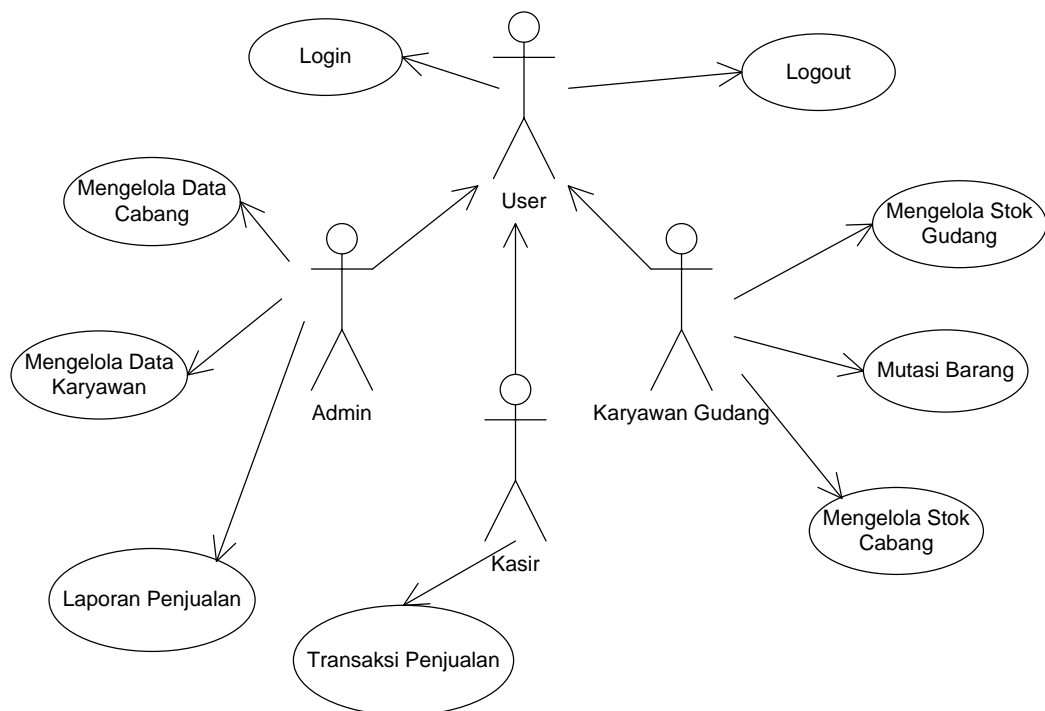 Login
Logout
User
Mengelola Data
Cabang
Mengelola Stok
Gudang
Mengelola Data
Karyawan
Mutasi Barang
Admin
Karyawan Gudang
Mengelola Stok
Cabang
Kasir
Laporan Penjualan
Transaksi Penjualan